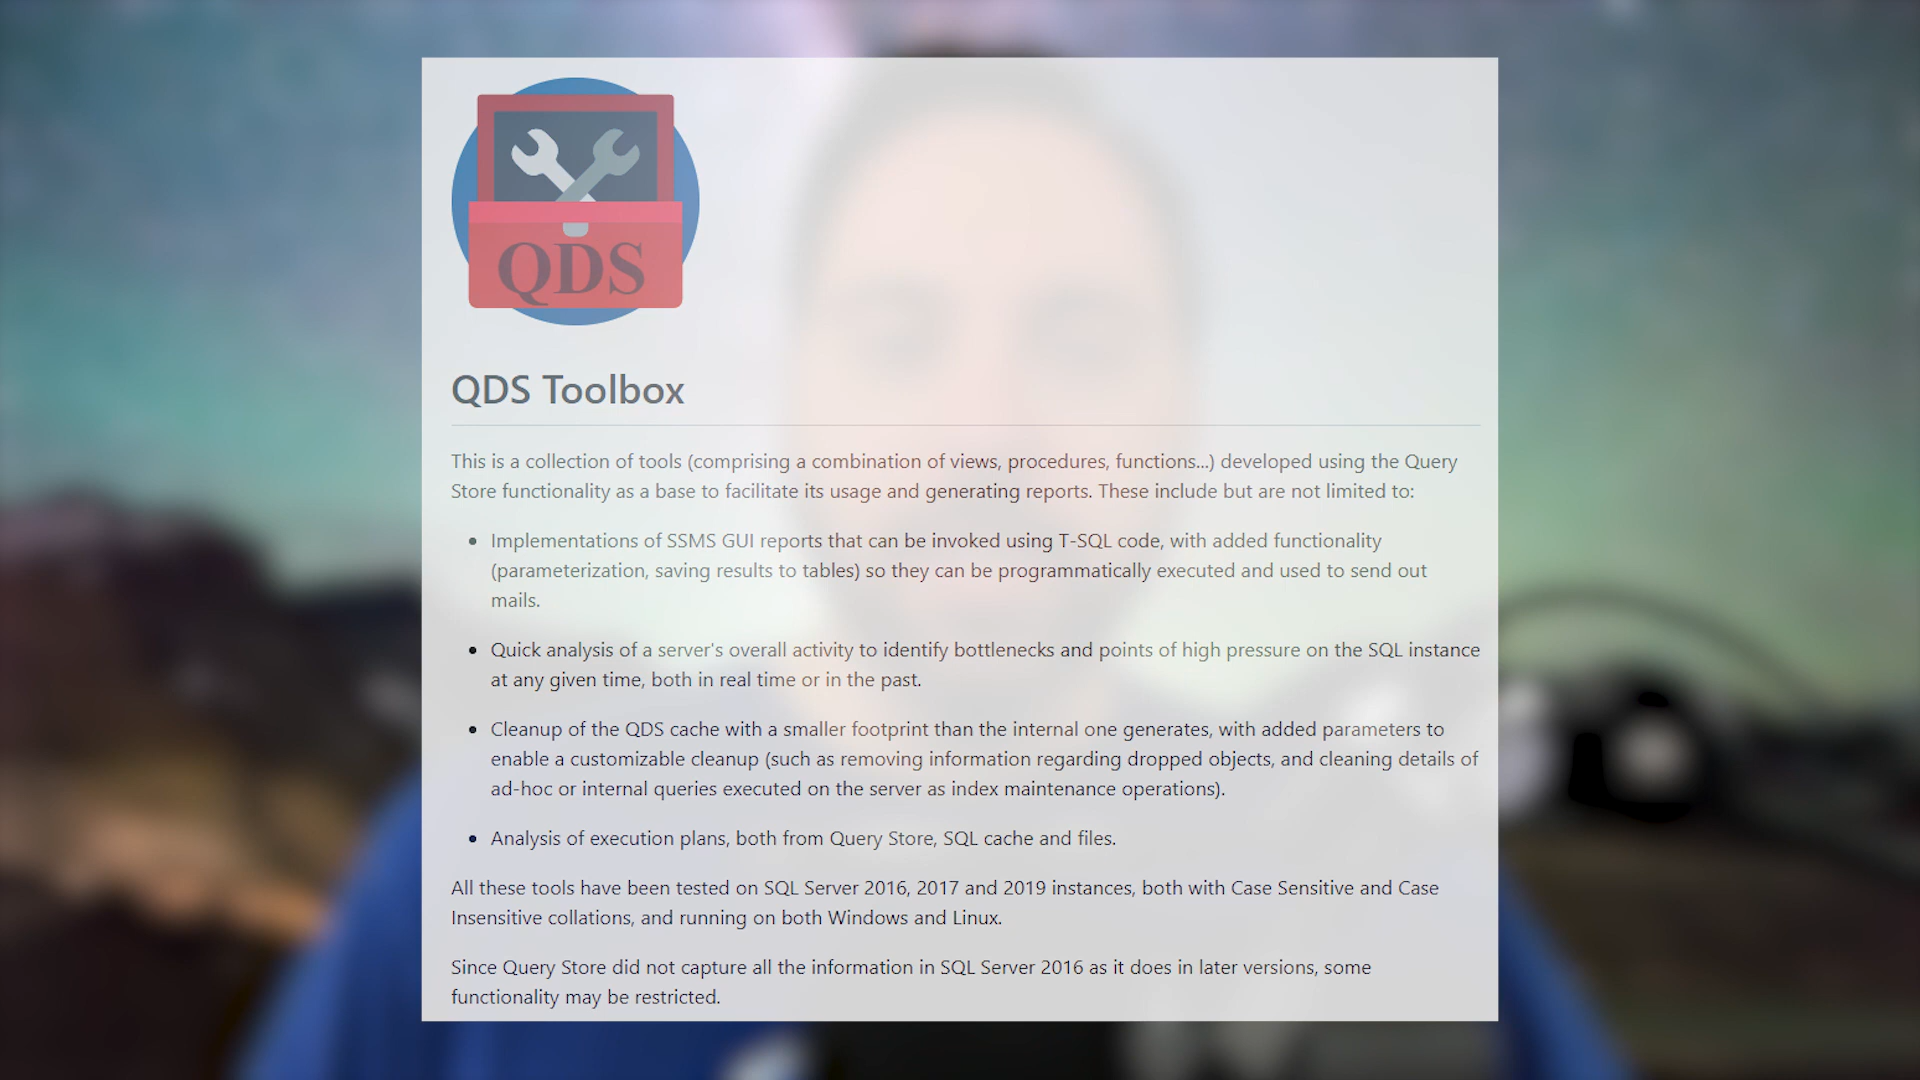 QDS
QDS Toolbox
This is a collection of tools (comprising a combination of views, procedures, functions...) developed using the Query
Store functionality as a base to facilitate its usage and generating reports. These include but are not limited to:
• Implementations of SSMS GUI reports that can be invoked using T-SQL code, with added functionality
(parameterization, saving results to tables) so they can be programmatically executed and used to send out
mails.
• Quick analysis of a server's overall activity to identify bottlenecks and points of high pressure on the SQL instance
at any given time, both in real time or in the past.
• Cleanup of the QDS cache with a smaller footprint than the internal one generates, with added parameters to
enable a customizable cleanup (such as removing information regarding dropped objects, and cleaning details of
ad-hoc or internal queries executed on the server as index maintenance operations).
• Analysis of execution plans, both from Query Store, SQL cache and files.
All these tools have been tested on SQL Server 2016, 2017 and 2019 instances, both with Case Sensitive and Case
Insensitive collations, and running on both Windows and Linux.
Since Query Store did not capture all the information in SQL Server 2016 as it does in later versions, some
functionality may be restricted.